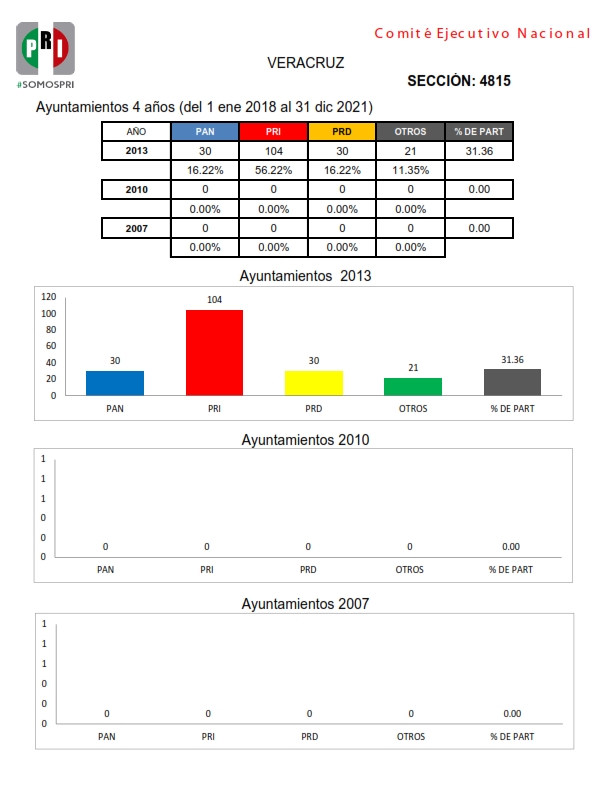 Comité Ejecutivo Nacional
PRI
#SOMOSPRI
VERACRUZ
SECCIÓN: 4815
Ayuntamientos 4 años (del 1 ene 2018 al 31 dic 2021)
AÑO PAN PRI PRD OTROS % DE PART
2013 30 104 30 21 31.36
16.22% 56.22% 16.22% 11.35%
2010 0 0 0 0 0.00
0.00% 0.00% 0.00% 0.00%
2007 0 0 0 0 0.00
0.00% 0.00% 0.00% 0.00%
Ayuntamientos 2013
120
100
80
60
40
20
0
30 104 30 21 31.36
PAN PRI PRD OTROS % DE PART
Ayuntamientos 2010
1
1
1
0
0
0
0 0 0 0 0.00
PAN PRI PRD OTROS % DE PART
Ayuntamientos 2007
1
1
1
0
0
0
0 0 0 0 0.00
PAN PRI PRD OTROS % DE PART